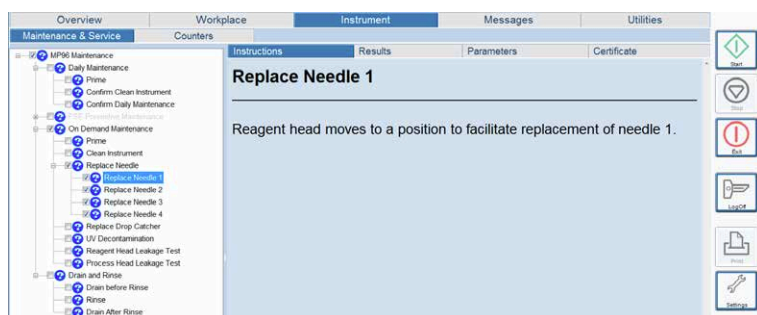 Overview Workplace Instrument Messages Utilities
Maintenance & Service Counters
Instructions Results Parameters Certificate
MP96 Maintenance
Daily Maintenance
Prime
Confirm Clean Instrument
Confirm Daily Maintenance
FSE Preventive Maintenance
On Demand Maintenance
Prime
Clean Instrument
Replace Needle
Replace Needle 1
Replace Needle 2
Replace Needle 3
Replace Needle 4
Replace Drop Catcher
UV Decontamination
Reagent Head Leakage Test
Process Head Leakage Test
Drain and Rinse
Drain before Rinse
Rinse
Drain After Rinse
Replace Needle 1
Reagent head moves to a position to facilitate replacement of needle 1.
Start
Stop
Exit
LogOff
Print
Settings